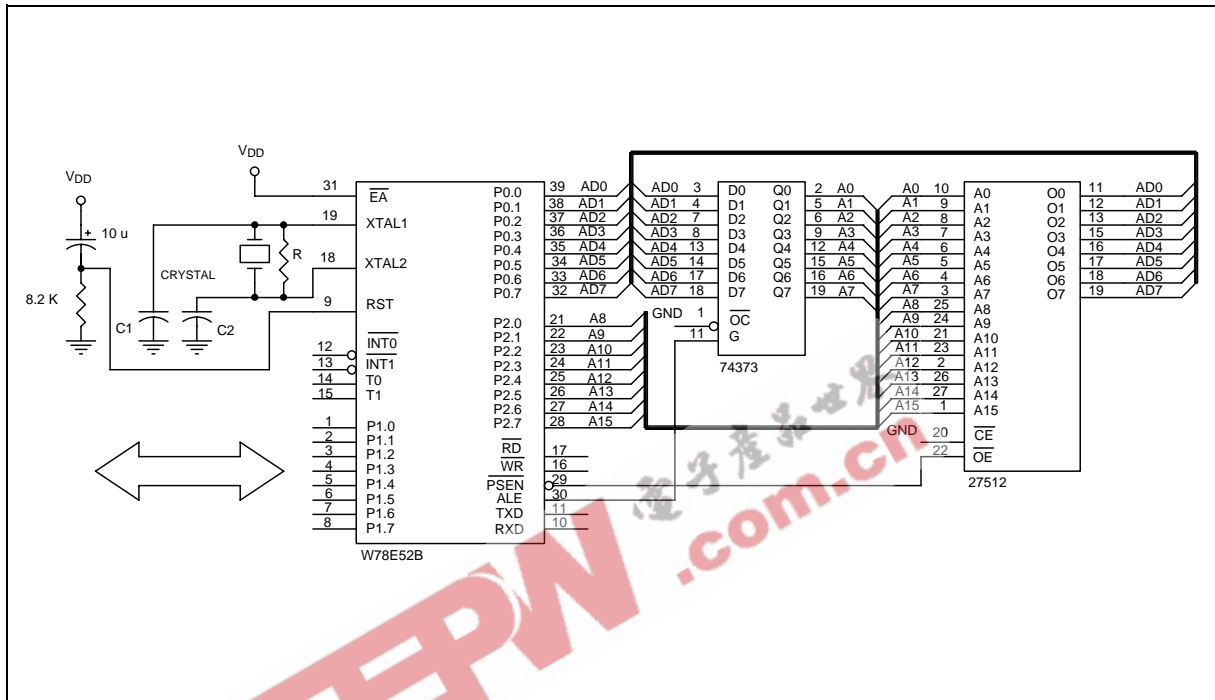 VDD
VDD
31
EA
19
XTAL1
10 u
CRYSTAL
R
18
XTAL2
8.2 K
9
RST
C1
C2
12
INT0
13
INT1
14
T0
15
T1
1
P1.0
2
P1.1
3
P1.2
4
P1.3
5
P1.4
6
P1.5
7
P1.6
8
P1.7
P0.0 39 AD0
P0.1 38 AD1
P0.2 37 AD2
P0.3 36 AD3
P0.4 35 AD4
P0.5 34 AD5
P0.6 33 AD6
P0.7 32 AD7
P2.0 21 A8
P2.1 22 A9
P2.2 23 A10
P2.3 24 A11
P2.4 25 A12
P2.5 26 A13
P2.6 27 A14
P2.7 28 A15
RD 17
WR 16
PSEN 29
ALE 30
TXD 11
RXD 10
W78E52B
AD0 3 D0 Q0 2 A0
AD1 4 D1 Q1 5 A1
AD2 7 D2 Q2 6 A2
AD3 8 D3 Q3 9 A3
AD4 13 D4 Q4 12 A4
AD5 14 D5 Q5 15 A5
AD6 17 D6 Q6 16 A6
AD7 18 D7 Q7 19 A7
GND 1 OC
11 G
74373
A0 10 A0
A1 9 A1
A2 8 A2
A3 7 A3
A4 6 A4
A5 5 A5
A6 4 A6
A7 3 A7
A8 25 A8
A9 24 A9
A10 21 A10
A11 23 A11
A12 2 A12
A13 26 A13
A14 27 A14
A15 1 A15
GND 20 CE
22 OE
O0 11 AD0
O1 12 AD1
O2 13 AD2
O3 15 AD3
O4 16 AD4
O5 17 AD5
O6 18 AD6
O7 19 AD7
27512
電子產品世界
.com.cn
EEPW